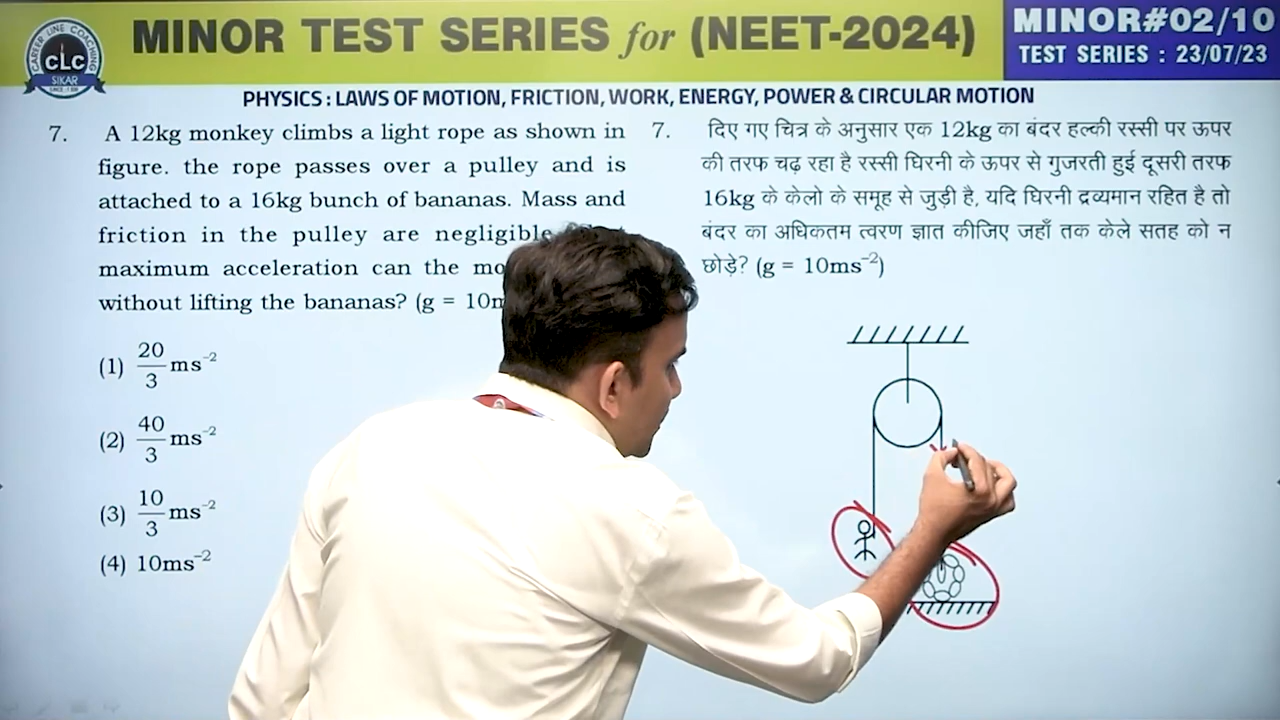 MINOR TEST SERIES for (NEET-2024)
MINOR#02/10
TEST SERIES : 23/07/23
CAREER LINE COACHING
CLC
SIKAR
PHYSICS : LAWS OF MOTION, FRICTION, WORK, ENERGY, POWER & CIRCULAR MOTION
7. A 12kg monkey climbs a light rope as shown in
figure. the rope passes over a pulley and is
attached to a 16kg bunch of bananas. Mass and
friction in the pulley are negligible
maximum acceleration can the
without lifting the bananas? (g =
(1) 20/3 ms⁻²
(2) 40/3 ms⁻²
(3) 10/3 ms⁻²
(4) 10ms⁻²
7. दिए गए चित्र के अनुसार एक 12kg का बंदर हल्की रस्सी पर ऊपर
की तरफ चढ़ रहा है रस्सी घिरनी के ऊपर से गुजरती हुई दूसरी तरफ
16kg के केलो के समूह से जुड़ी है, यदि घिरनी द्रव्यमान रहित है तो
बंदर का अधिकतम त्वरण ज्ञात कीजिए जहाँ तक केले सतह को न
छोड़े? (g = 10ms⁻²)